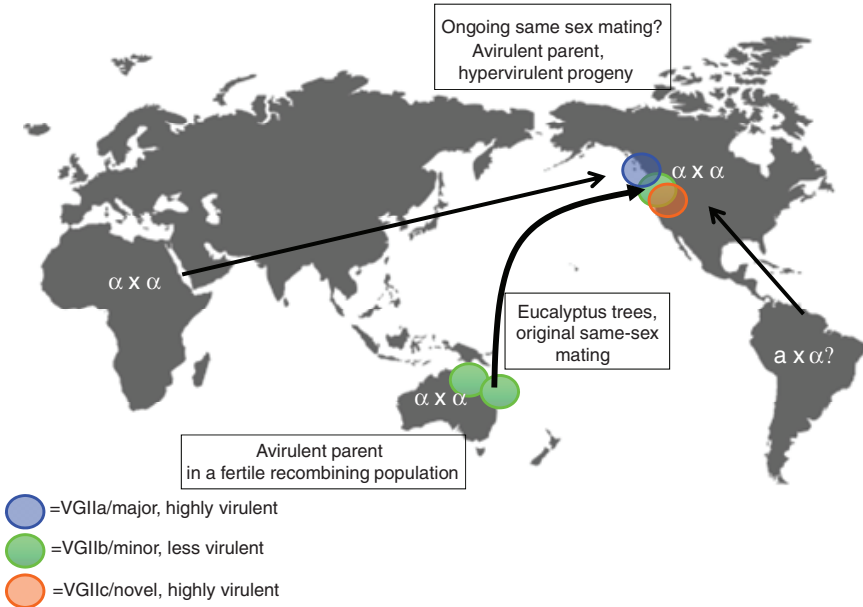 Ongoing same sex mating?
Avirulent parent,
hypervirulent progeny
α x α
α x α
Eucalyptus trees,
original same-sex
mating
a x α?
α x α
Avirulent parent
in a fertile recombining population
=VGIIa/major, highly virulent
=VGIIb/minor, less virulent
=VGIIc/novel, highly virulent